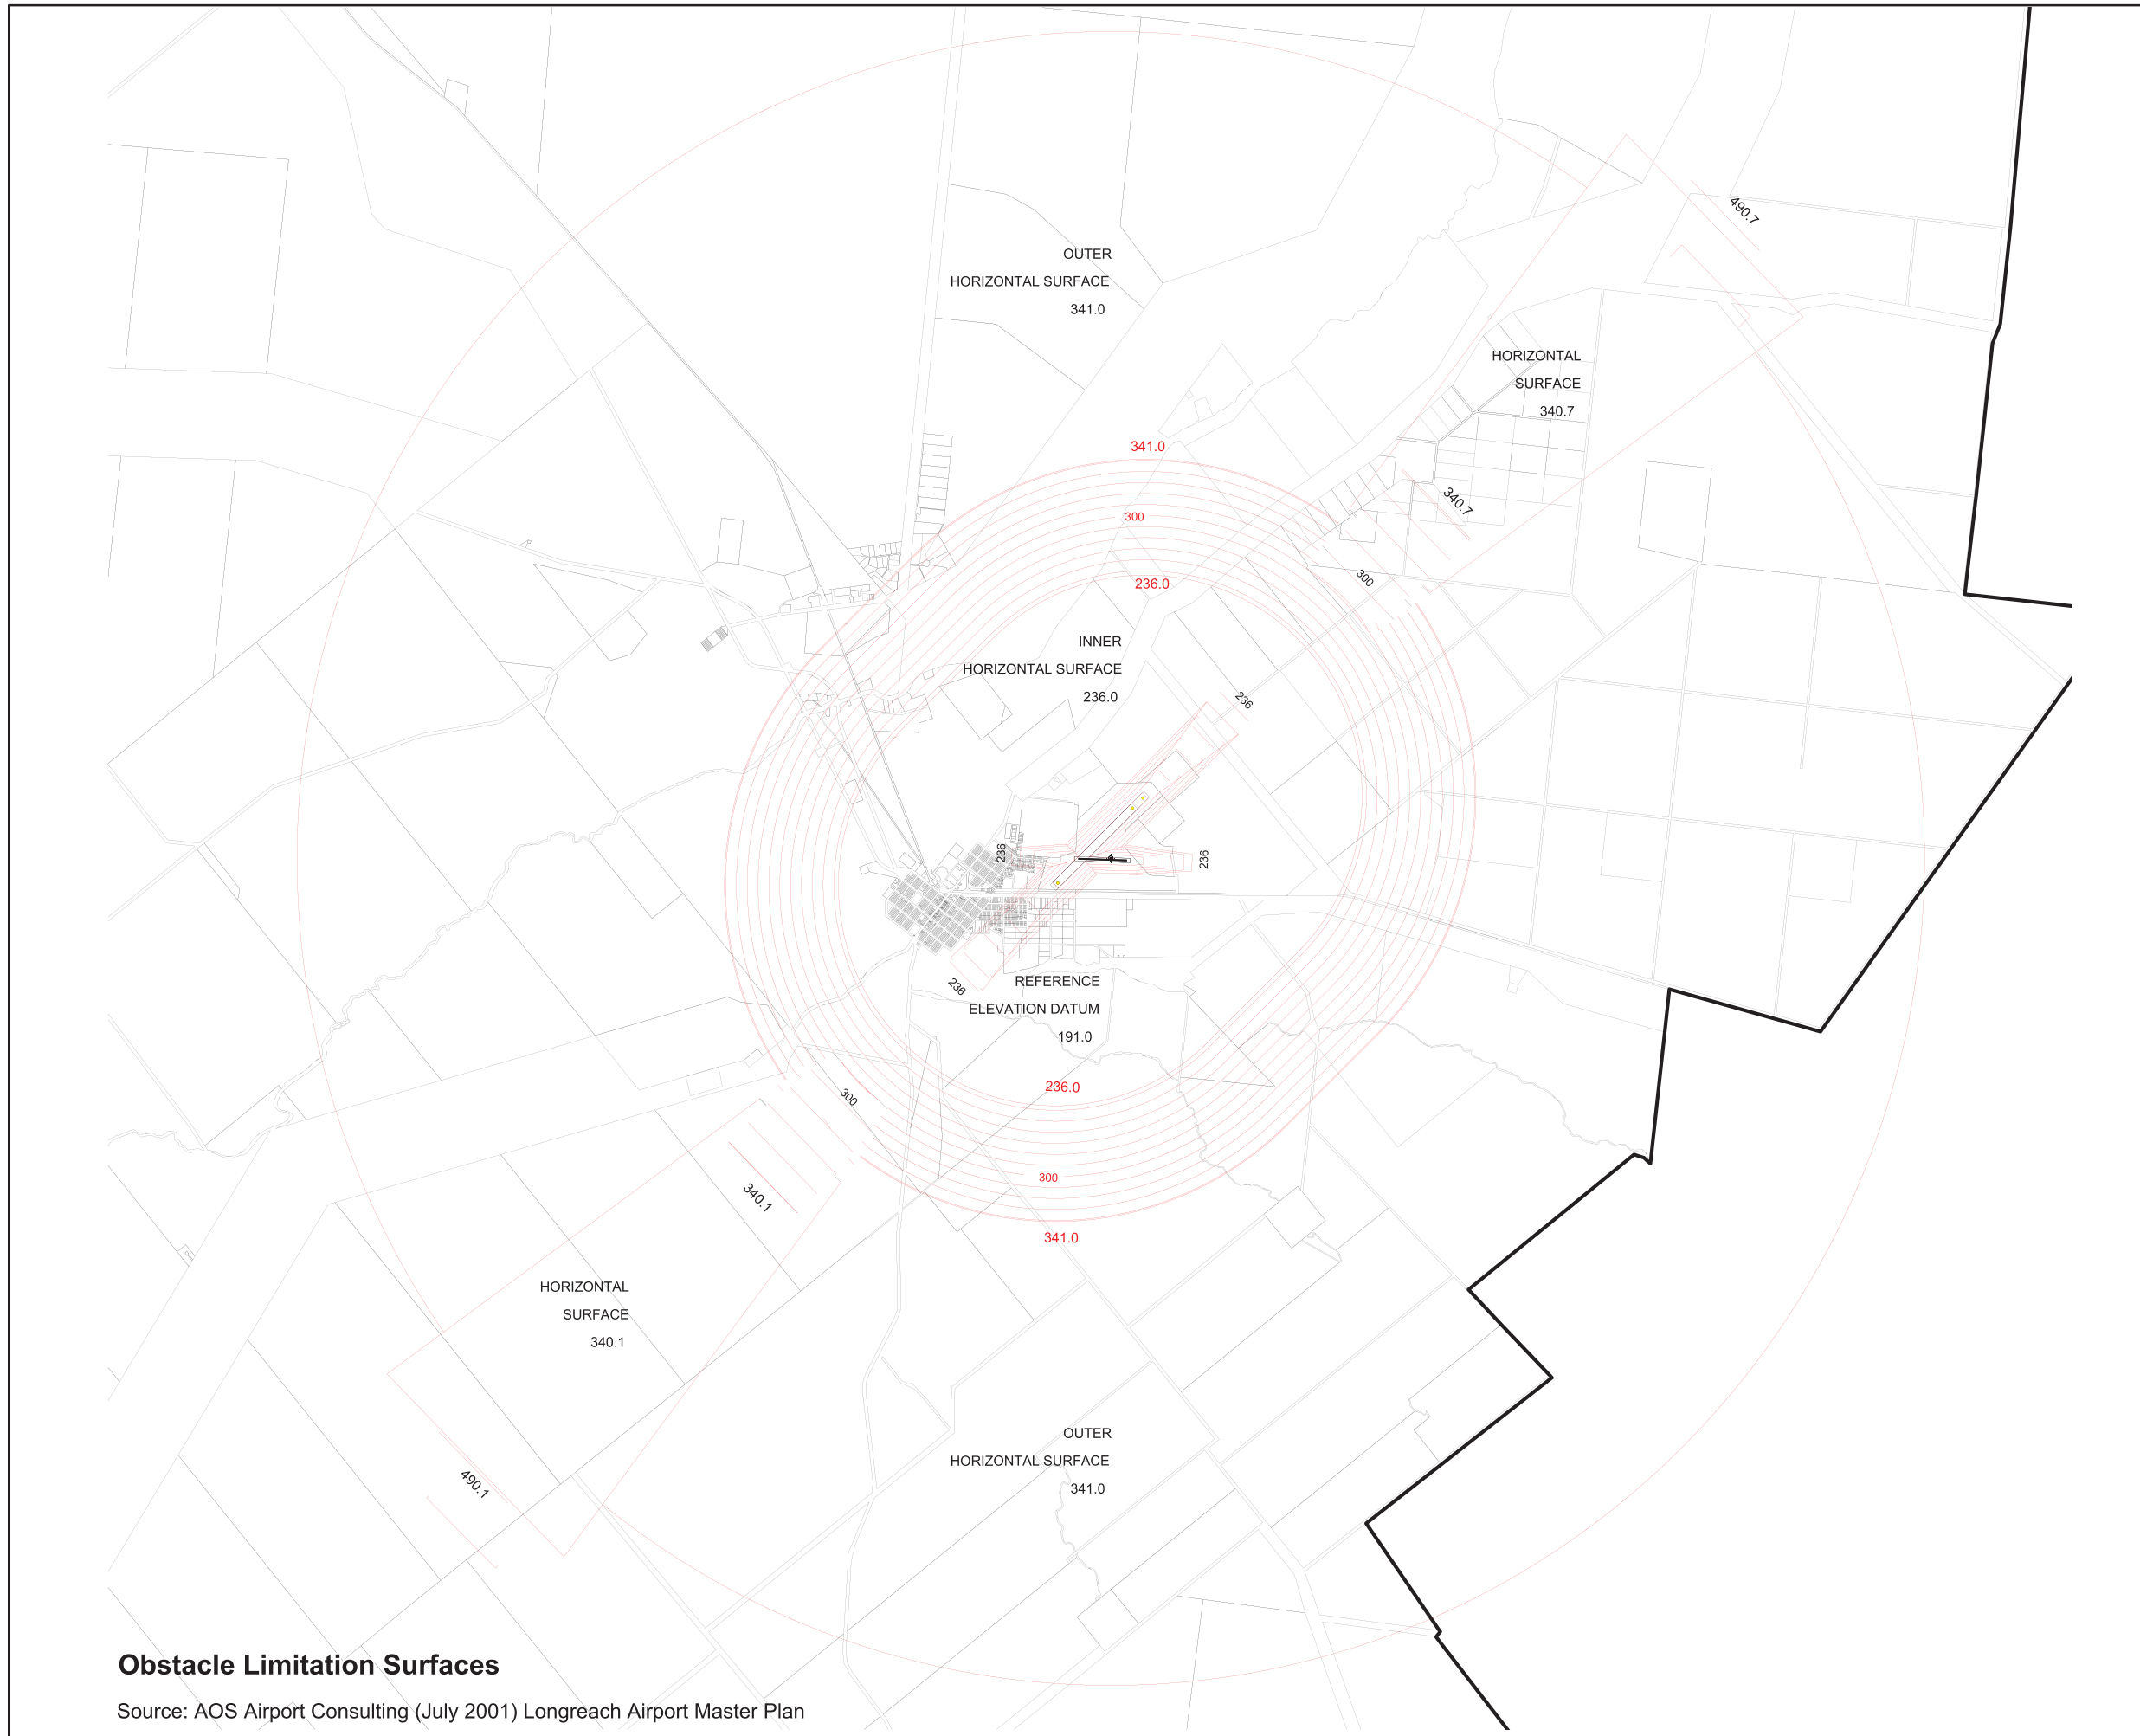 490.7
OUTER
HORIZONTAL SURFACE
341.0
HORIZONTAL
SURFACE
340.7
341.0
340.7
300
236.0
300
INNER
HORIZONTAL SURFACE
236.0
236
236
236
236
REFERENCE
ELEVATION DATUM
191.0
236.0
300
300
340.1
341.0
HORIZONTAL
SURFACE
340.1
OUTER
HORIZONTAL SURFACE
341.0
490.1
Obstacle Limitation Surfaces
Source: AOS Airport Consulting (July 2001) Longreach Airport Master Plan